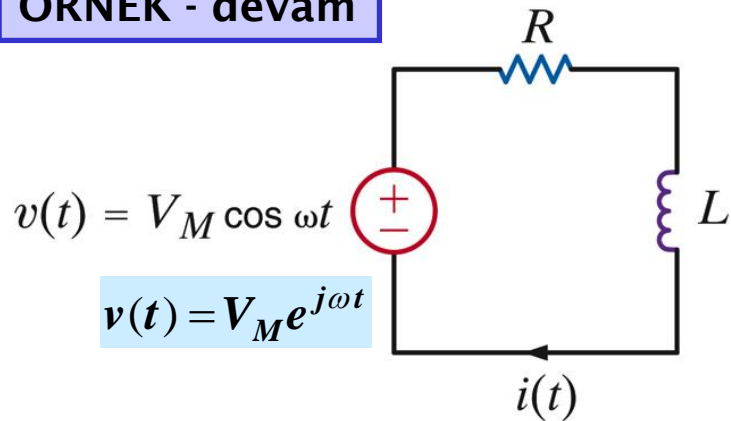 ÖRNEK - devam
R
v(t) = V_M cos ωt
+
−
L
v(t) = V_M e^{jωt}
i(t)